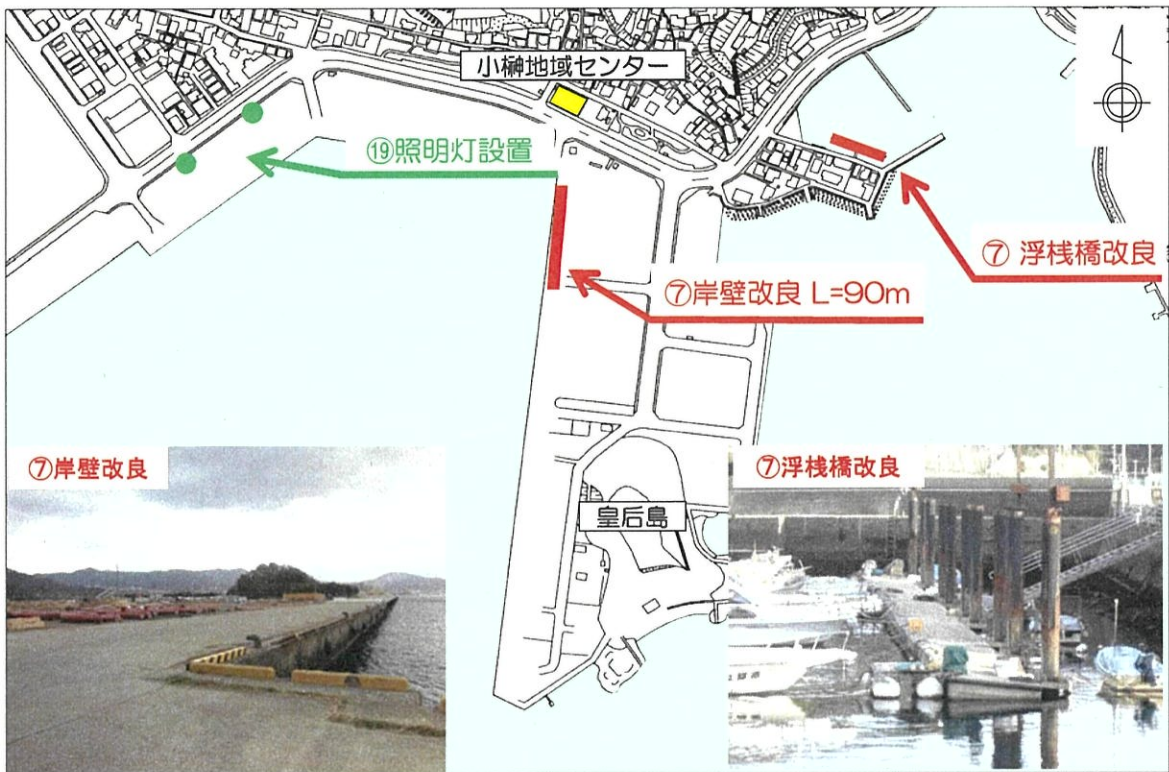 小榊地域センター
⑲照明灯設置
⑦ 浮桟橋改良
⑦岸壁改良 L=90m
⑦岸壁改良
⑦浮桟橋改良
皇后島